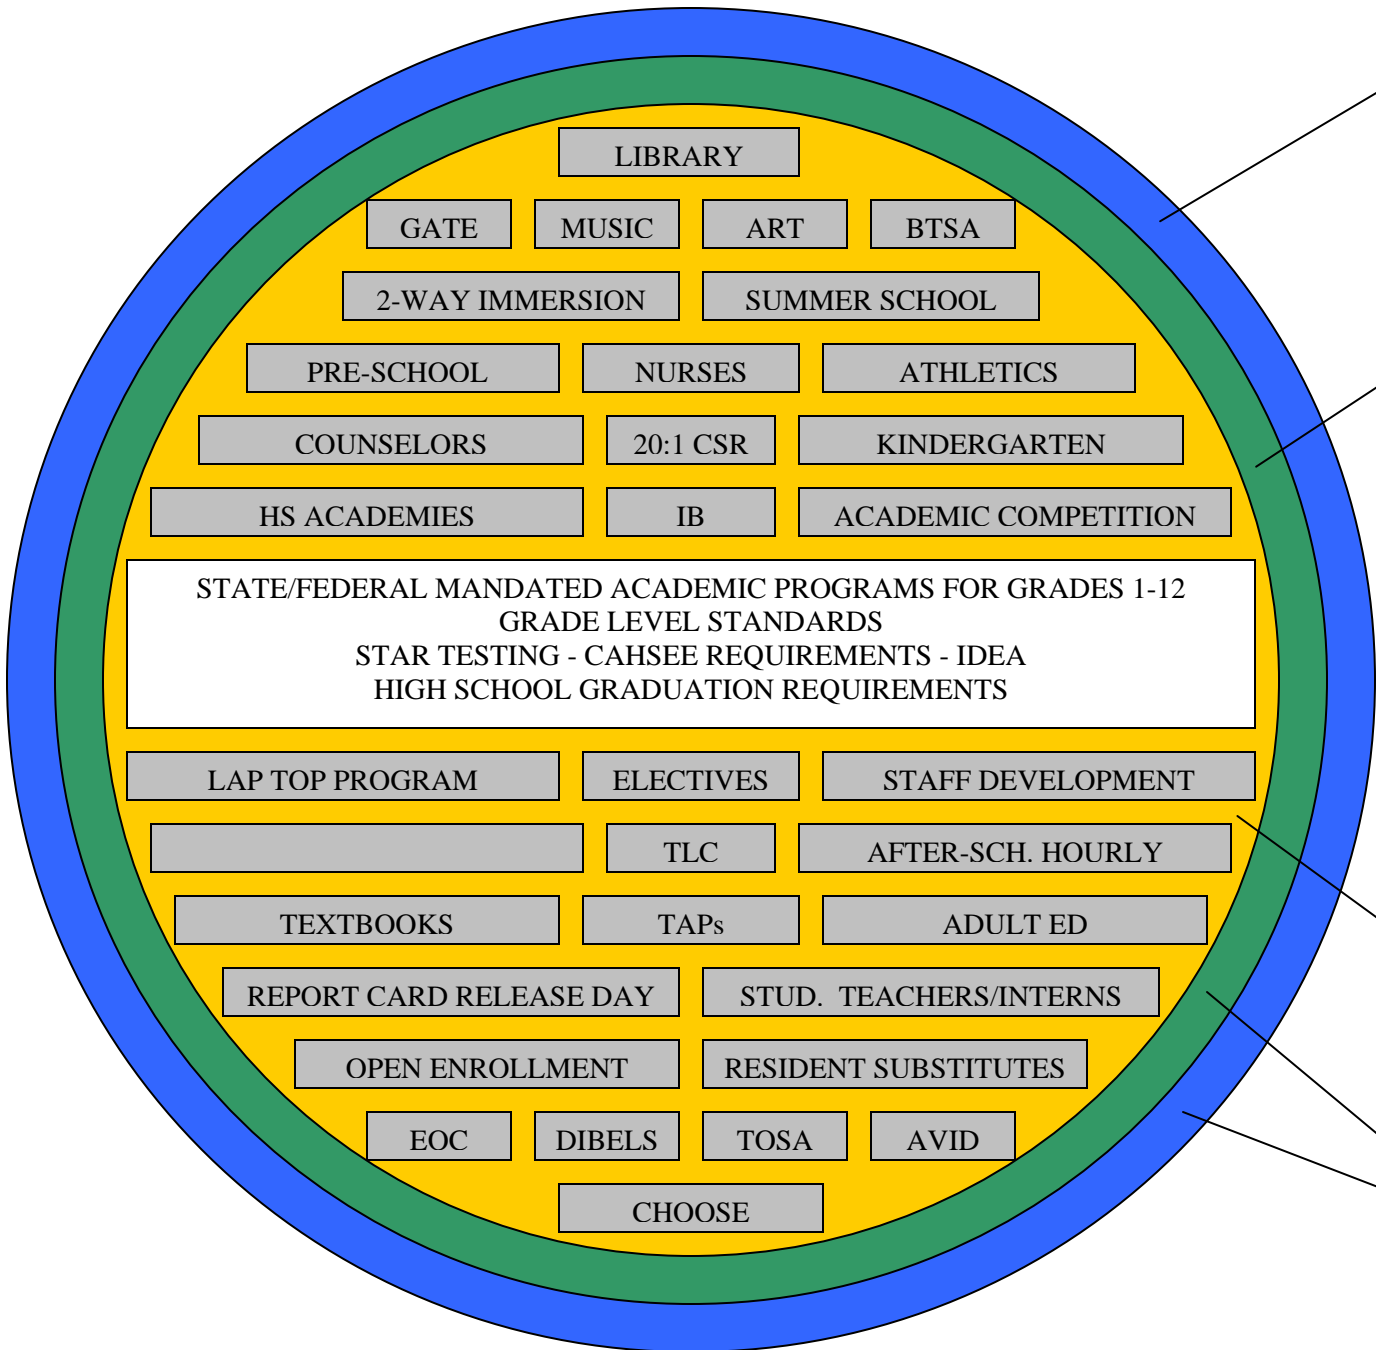 LIBRARY
GATE MUSIC ART BTSA
2-WAY IMMERSION SUMMER SCHOOL
PRE-SCHOOL NURSES ATHLETICS
COUNSELORS 20:1 CSR KINDERGARTEN
HS ACADEMIES IB ACADEMIC COMPETITION
STATE/FEDERAL MANDATED ACADEMIC PROGRAMS FOR GRADES 1-12
GRADE LEVEL STANDARDS
STAR TESTING - CAHSEE REQUIREMENTS - IDEA
HIGH SCHOOL GRADUATION REQUIREMENTS
LAP TOP PROGRAM ELECTIVES STAFF DEVELOPMENT
TLC AFTER-SCH. HOURLY
TEXTBOOKS TAPs ADULT ED
REPORT CARD RELEASE DAY STUD. TEACHERS/INTERNS
OPEN ENROLLMENT RESIDENT SUBSTITUTES
EOC DIBELS TOSA AVID
CHOOSE